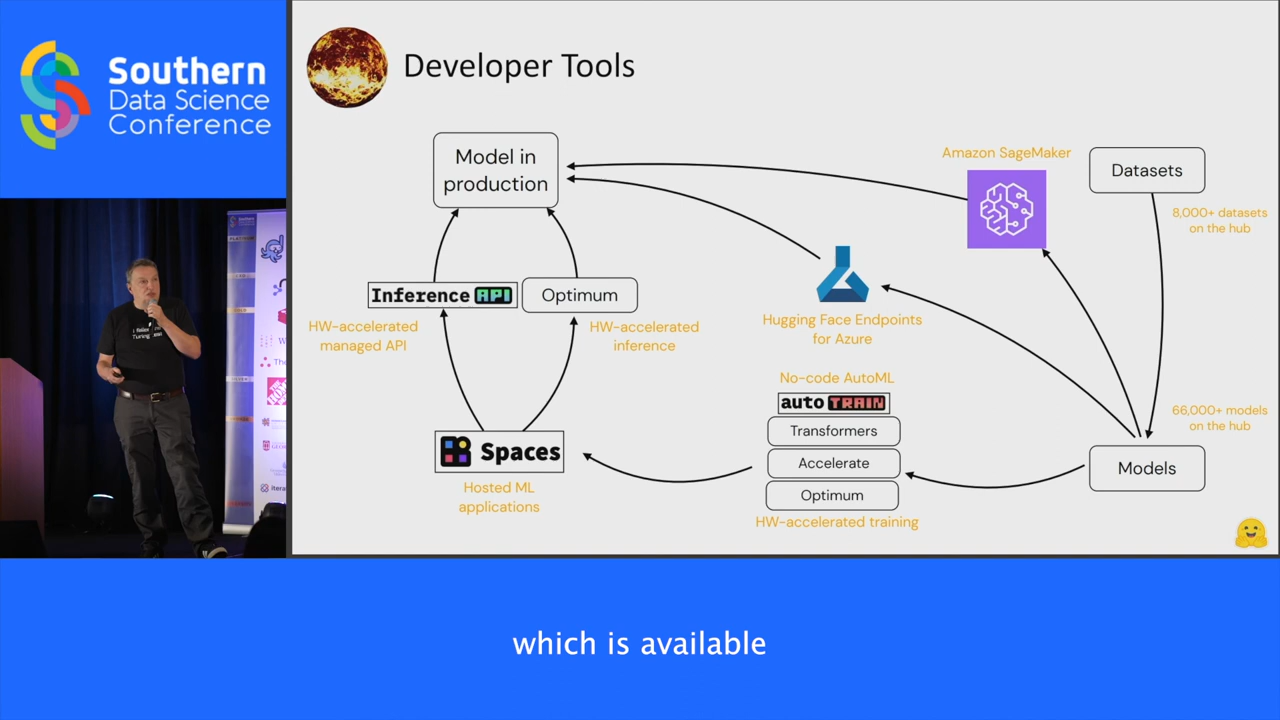 Southern
Data Science
Conference
Developer Tools
Model in
production
Amazon SageMaker
Datasets
8,000+ datasets
on the hub
Inference API
Optimum
HW-accelerated
managed API
HW-accelerated
inference
Hugging Face Endpoints
for Azure
No-code AutoML
auto TRAIN
Transformers
Accelerate
Optimum
HW-accelerated training
66,000+ models
on the hub
Models
Spaces
Hosted ML
applications
which is available